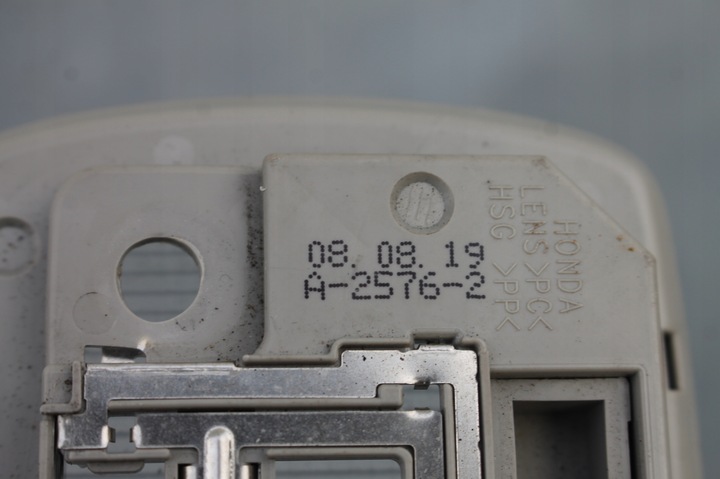 08.08.19
A-2576-2
HONDA
LENS >PC<
HSG >PP<